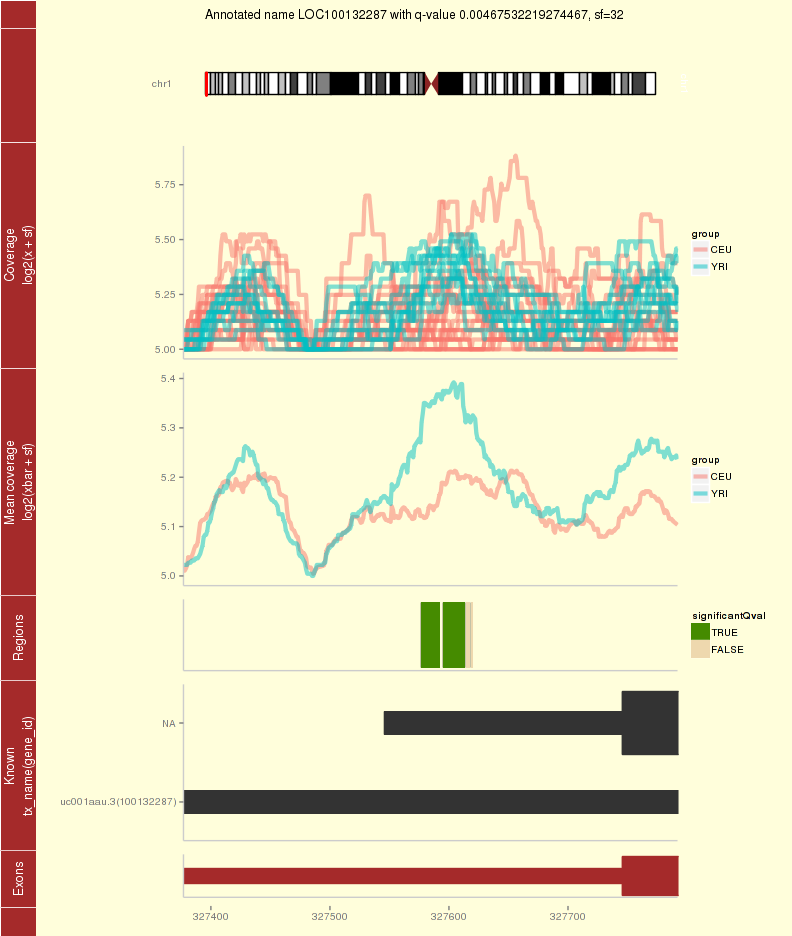 Annotated name LOC100132287 with q-value 0.00467532219274467, sf=32
chr1
Coverage
log2(x + sf)
5.75
5.50
5.25
5.00
group
CEU
YRI
Mean coverage
log2(xbar + sf)
5.4
5.3
5.2
5.1
5.0
group
CEU
YRI
Regions
significantQval
TRUE
FALSE
Known
tx_name(gene_id)
NA
uc001aau.3(100132287)
Exons
327400 327500 327600 327700